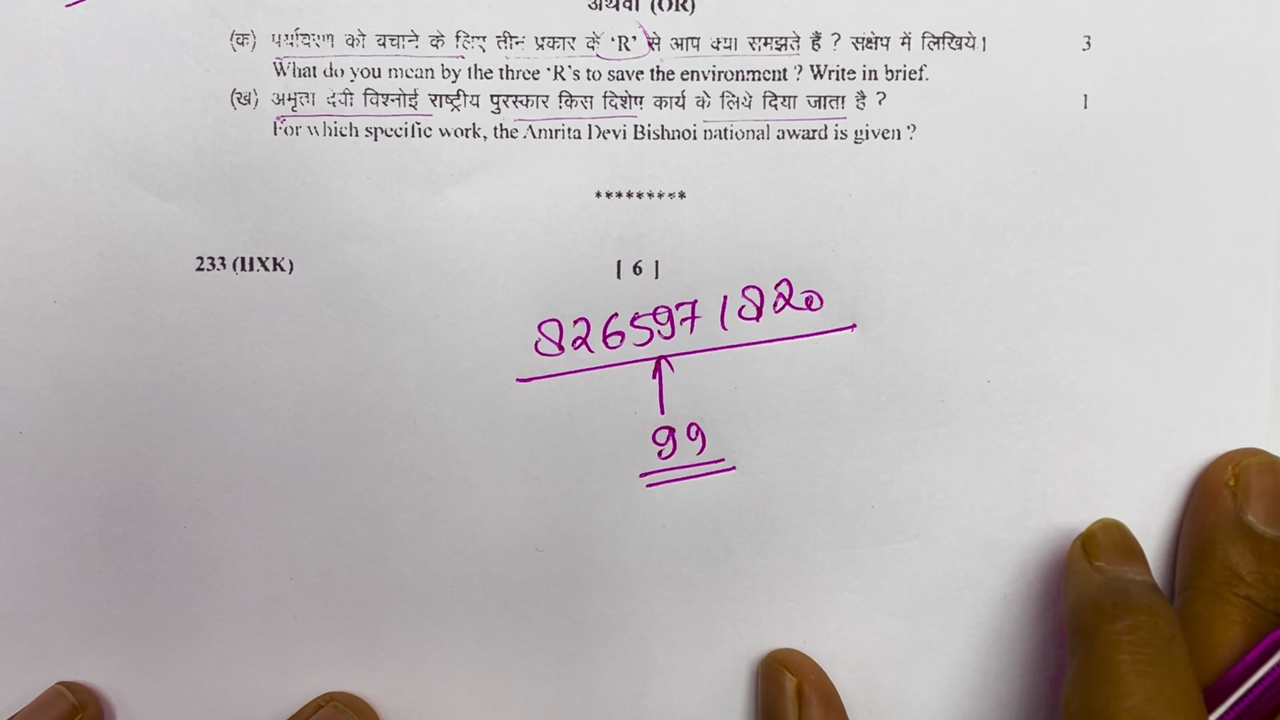 अथवा (OR)
(क) पर्यावरण को बचाने के लिए तीन प्रकार के ‘R’ से आप क्या समझते हैं ? संक्षेप में लिखिये। 3
What do you mean by the three ‘R’s to save the environment ? Write in brief.
(ख) अमृता देवी विश्नोई राष्ट्रीय पुरस्कार किस विशेष कार्य के लिये दिया जाता है ? 1
For which specific work, the Amrita Devi Bishnoi national award is given ?
*********
233 (IIXK) [ 6 ]
8265971820
99